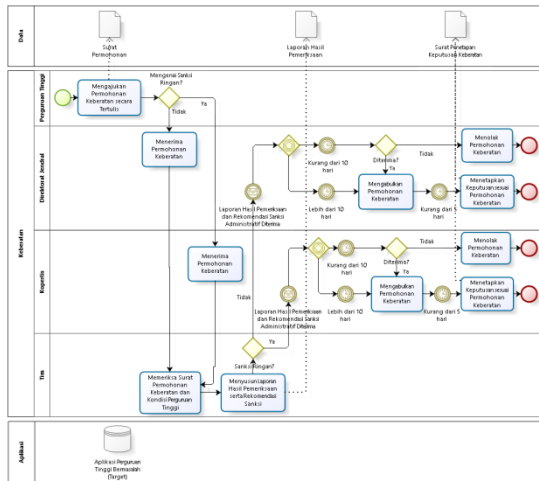 Data
Surat
Permohonan
Laporan Hasil
Pemeriksaan
Surat Penetapan
Keputusan Keberatan
Keberatan
Perguruan Tinggi
Mengajukan
Permohonan
Keberatan secara
Tertulis
Mengenai Sanksi
Ringan?
Tidak
Ya
Direktorat Jendral
Menerima
Permohonan
Keberatan
Laporan Hasil Pemeriksaan
dan Rekomendasi Sanksi
Administratif Diterima
Kurang dari 10
hari
Lebih dari 10
hari
Diterima?
Tidak
Ya
Mengabulkan
Permohonan
Keberatan
Kurang dari 5
Menolak
Permohonan
Keberatan
Menetapkan
Keputusan sesuai
Permohonan
Keberatan
Kopertis
Menerima
Permohonan
Keberatan
Laporan Hasil Pemeriksaan
dan Rekomendasi Sanksi
Administratif Diterima
Kurang dari 10
hari
Lebih dari 10
hari
Diterima?
Tidak
Ya
Mengabulkan
Permohonan
Keberatan
Kurang dari 5
hari
Menolak
Permohonan
Keberatan
Menetapkan
Keputusan sesuai
Permohonan
Keberatan
Tim
Memeriksa Surat
Permohonan
Keberatan dan
Kondisi Perguruan
Tinggi
Menyusun Laporan
Hasil Pemeriksaan
serta Rekomendasi
Sanksi
Sanksi Ringan?
Tidak
Ya
Aplikasi
Aplikasi Perguruan
Tinggi Bermasalah
(Target)